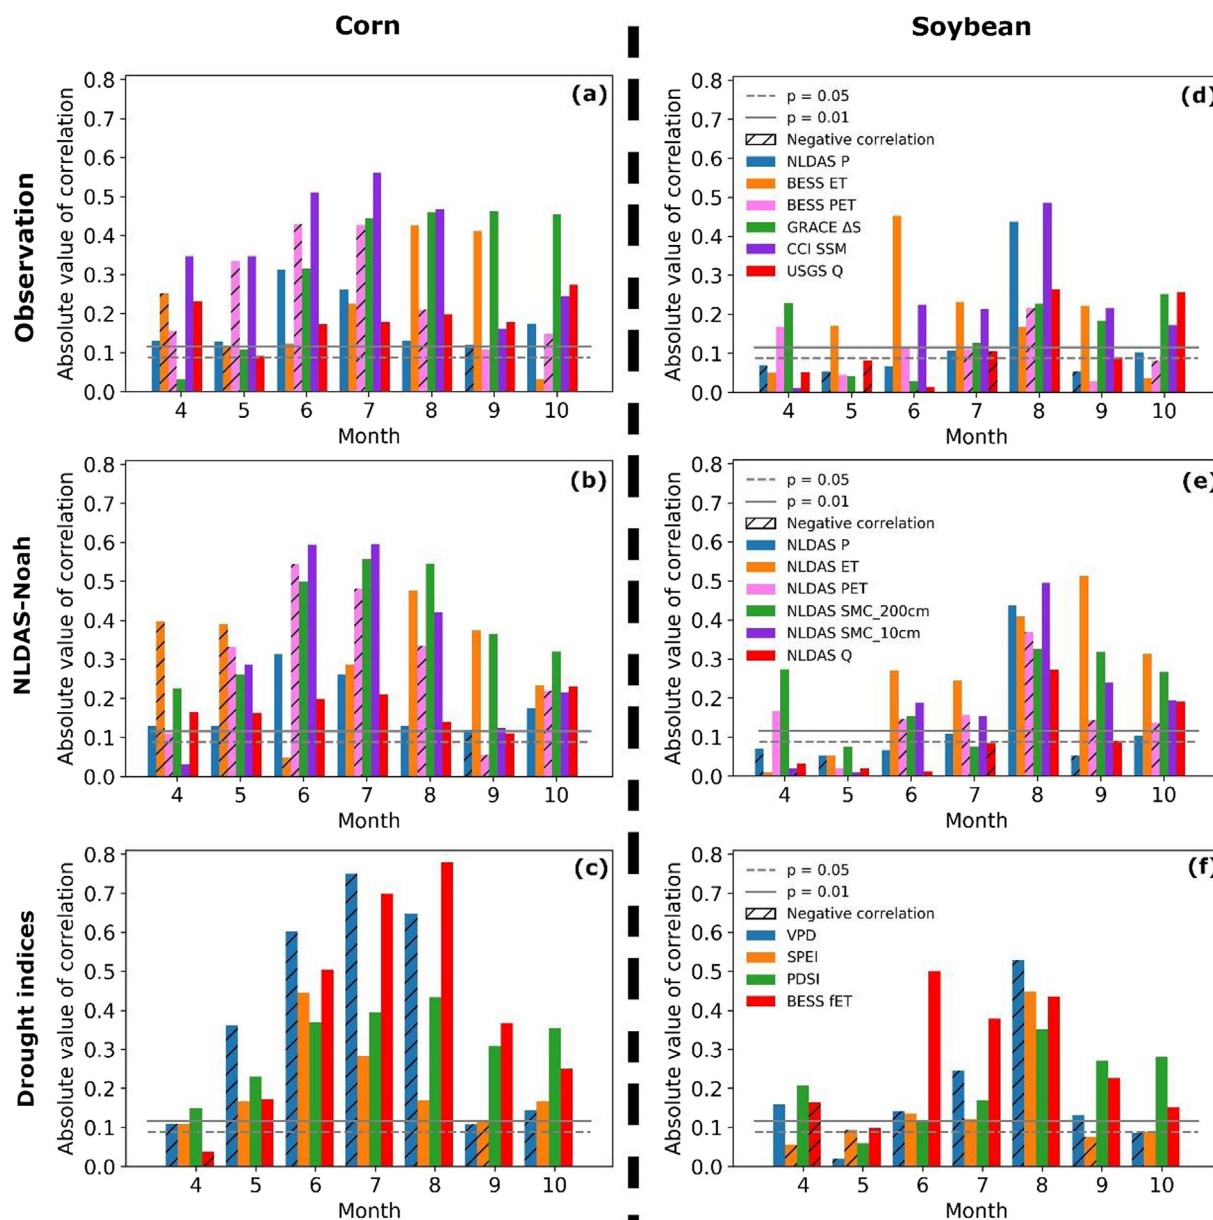 Corn
Soybean
Observation
Absolute value of correlation
0.8
0.7
0.6
0.5
0.4
0.3
0.2
0.1
0.0
(a)
4 5 6 7 8 9 10
Month
Absolute value of correlation
0.8
0.7
0.6
0.5
0.4
0.3
0.2
0.1
0.0
(d)
p = 0.05
p = 0.01
Negative correlation
NLDAS P
BESS ET
BESS PET
GRACE ΔS
CCI SSM
USGS Q
4 5 6 7 8 9 10
Month
NLDAS-Noah
Absolute value of correlation
0.8
0.7
0.6
0.5
0.4
0.3
0.2
0.1
0.0
(b)
4 5 6 7 8 9 10
Month
Absolute value of correlation
0.8
0.7
0.6
0.5
0.4
0.3
0.2
0.1
0.0
(e)
p = 0.05
p = 0.01
Negative correlation
NLDAS P
NLDAS ET
NLDAS PET
NLDAS SMC_200cm
NLDAS SMC_10cm
NLDAS Q
4 5 6 7 8 9 10
Month
Drought indices
Absolute value of correlation
0.8
0.7
0.6
0.5
0.4
0.3
0.2
0.1
0.0
(c)
4 5 6 7 8 9 10
Month
Absolute value of correlation
0.8
0.7
0.6
0.5
0.4
0.3
0.2
0.1
0.0
(f)
p = 0.05
p = 0.01
Negative correlation
VPD
SPEI
PDSI
BESS fET
4 5 6 7 8 9 10
Month